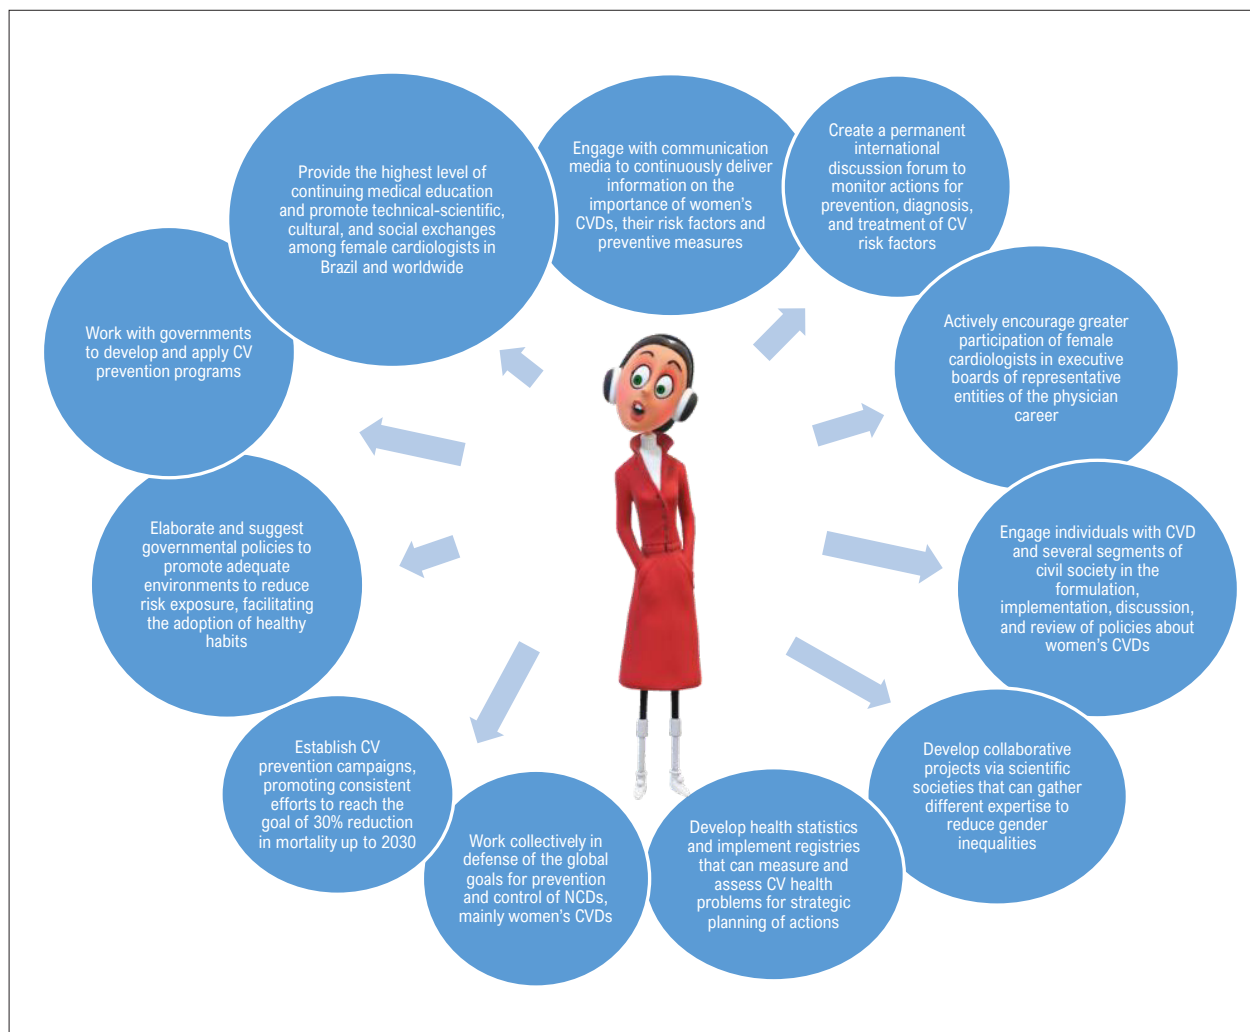 Provide the highest level of
continuing medical education
and promote technical-scientific,
cultural, and social exchanges
among female cardiologists in
Brazil and worldwide
Engage with communication
media to continuously deliver
information on the
importance of women's
CVDs, their risk factors and
preventive measures
Create a permanent
international
discussion forum to
monitor actions for
prevention, diagnosis,
and treatment of CV
risk factors
Actively encourage greater
participation of female
cardiologists in executive
boards of representative
entities of the physician
career
Engage individuals with CVD
and several segments of
civil society in the
formulation,
implementation, discussion,
and review of policies about
women's CVDs
Develop collaborative
projects via scientific
societies that can gather
different expertise to
reduce gender
inequalities
Develop health statistics
and implement registries
that can measure and
assess CV health
problems for strategic
planning of actions
Work collectively in
defense of the global
goals for prevention
and control of NCDs,
mainly women's CVDs
Establish CV
prevention campaigns,
promoting consistent
efforts to reach the
goal of 30% reduction
in mortality up to 2030
Elaborate and suggest
governmental policies to
promote adequate
environments to reduce
risk exposure, facilitating
the adoption of healthy
habits
Work with governments
to develop and apply CV
prevention programs